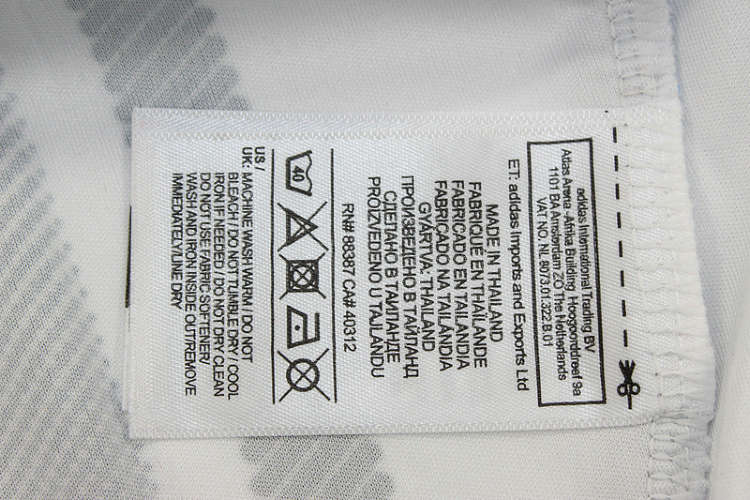 adidas International Trading BV
Atlas Arena -Afrika Building Hoogoorddreef 9a
1101 BA Amsterdam ZO The Netherlands
VAT NO. NL 8073.01.322.B.01
ET: adidas Imports and Exports Ltd
MADE IN THAILAND
FABRIQUÉ EN THAÏLANDE
FABRICADO EN TAILANDIA
FABRICADO NA TAILÂNDIA
GYÁRTVA: THAILAND
ПРОИЗВЕДЕНО В ТАЙЛАНД
СДЕЛАНО В ТАИЛАНДЕ
PROIZVEDENO U TAJLANDU
RN# 88387 CA# 40312
40
US /
UK: MACHINE WASH WARM / DO NOT
BLEACH / DO NOT TUMBLE DRY / COOL
IRON IF NEEDED / DO NOT DRY CLEAN
DO NOT USE FABRIC SOFTENER/
WASH AND IRON INSIDE OUT/REMOVE
IMMEDIATELY/LINE DRY